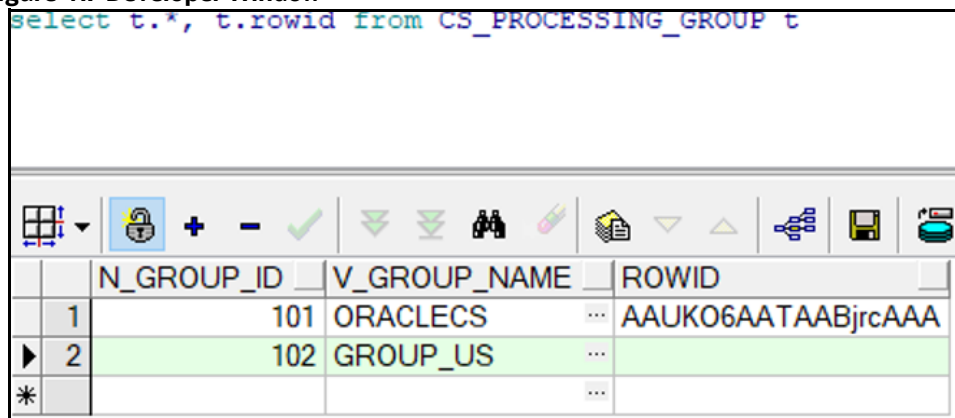 select t.*, t.rowid from CS_PROCESSING_GROUP t
N_GROUP_ID V_GROUP_NAME ROWID
1 101 ORACLECS ... AAUKO6AATAABjrcAAA
2 102 GROUP_US ...
* ...